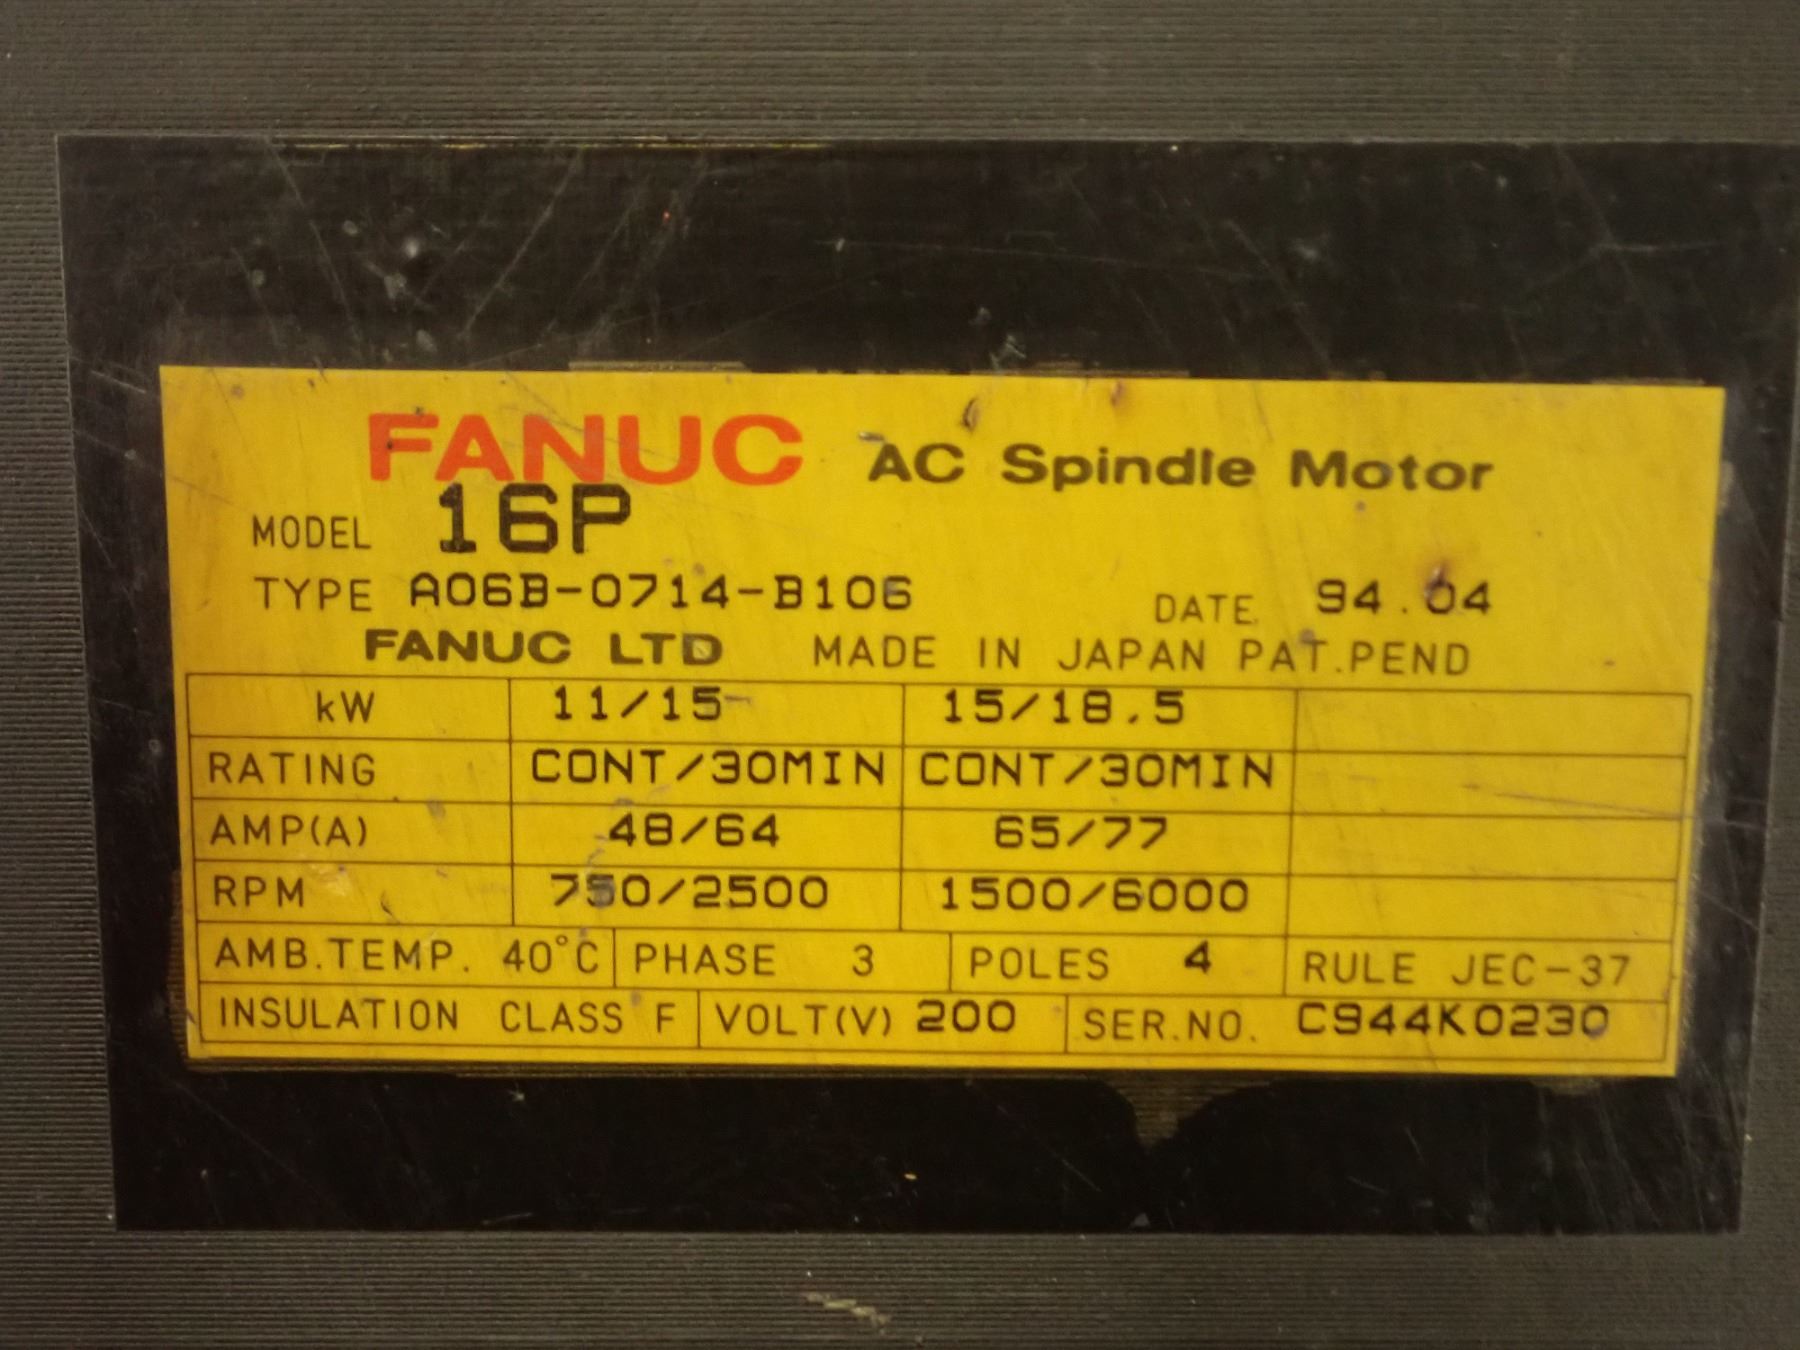 FANUC AC Spindle Motor
MODEL 16P
TYPE A06B-0714-B106 DATE 94.04
FANUC LTD MADE IN JAPAN PAT.PEND
kW 11/15 15/18.5
RATING CONT/30MIN CONT/30MIN
AMP(A) 48/64 65/77
RPM 750/2500 1500/6000
AMB.TEMP. 40°C PHASE 3 POLES 4 RULE JEC-37
INSULATION CLASS F VOLT(V) 200 SER.NO. C944K0230